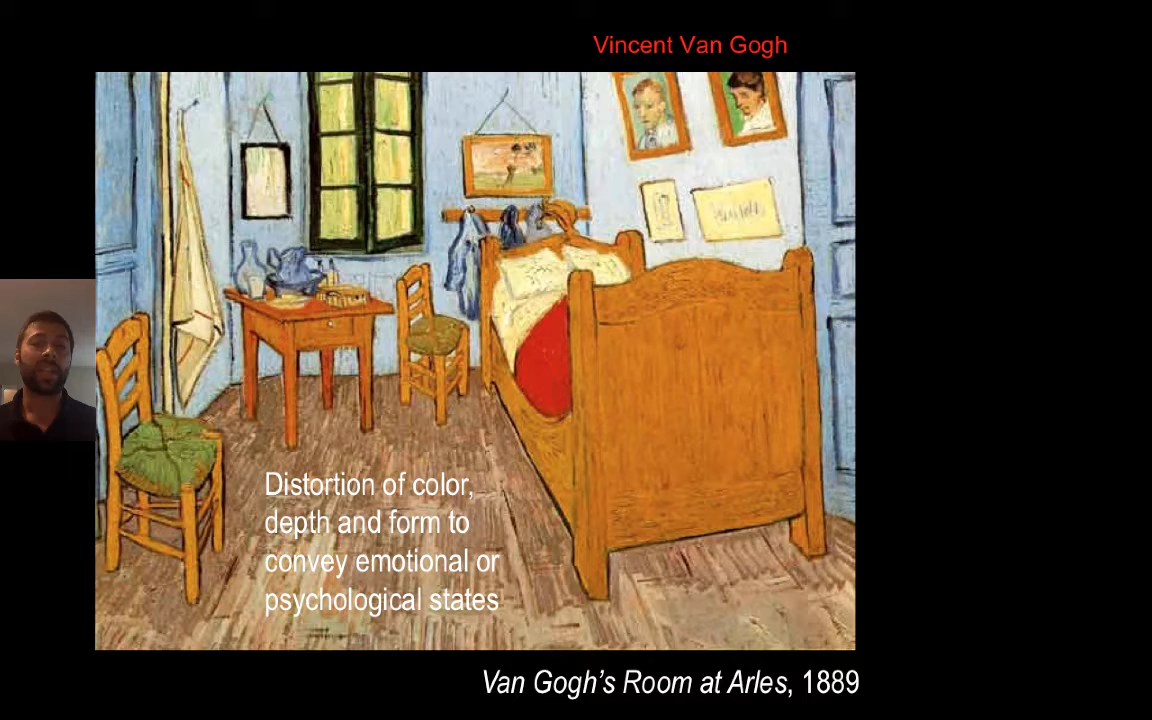 Vincent Van Gogh
Distortion of color,
depth and form to
convey emotional or
psychological states
Van Gogh’s Room at Arles, 1889